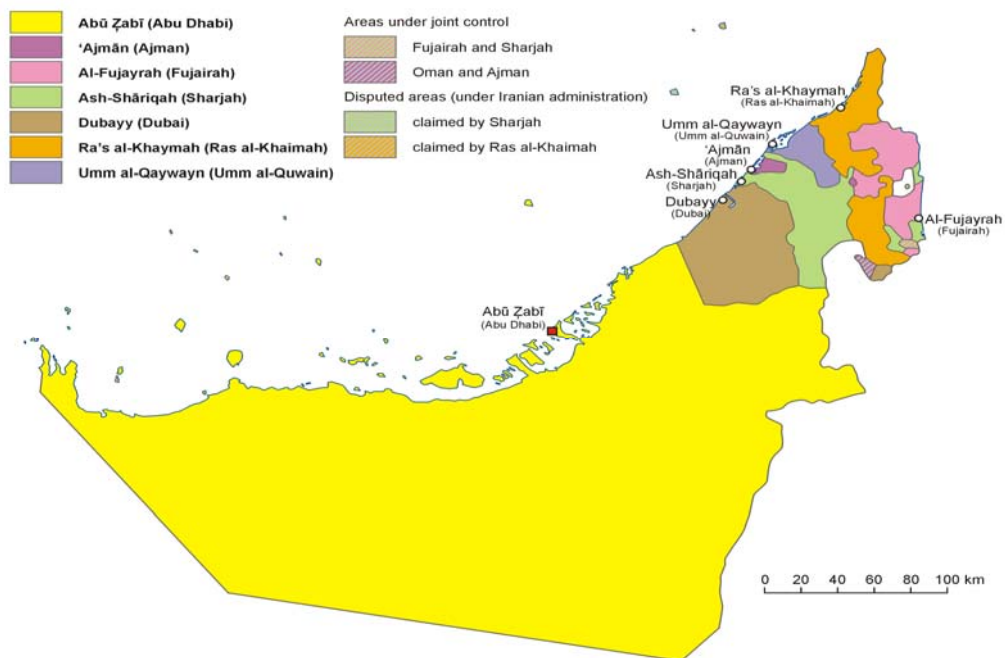 Abū Z̧abī (Abu Dhabi)
‘Ajmān (Ajman)
Al-Fujayrah (Fujairah)
Ash-Shāriqah (Sharjah)
Dubayy (Dubai)
Ra's al-Khaymah (Ras al-Khaimah)
Umm al-Qaywayn (Umm al-Quwain)
Areas under joint control
Fujairah and Sharjah
Oman and Ajman
Disputed areas (under Iranian administration)
claimed by Sharjah
claimed by Ras al-Khaimah
Ra's al-Khaymah
(Ras al-Khaimah)
Umm al-Qaywayn
(Umm al-Quwain)
‘Ajmān
(Ajman)
Ash-Shāriqah
(Sharjah)
Dubayy
(Dubai)
Al-Fujayrah
(Fujairah)
Abū Z̧abī
(Abu Dhabi)
0 20 40 60 80 100 km